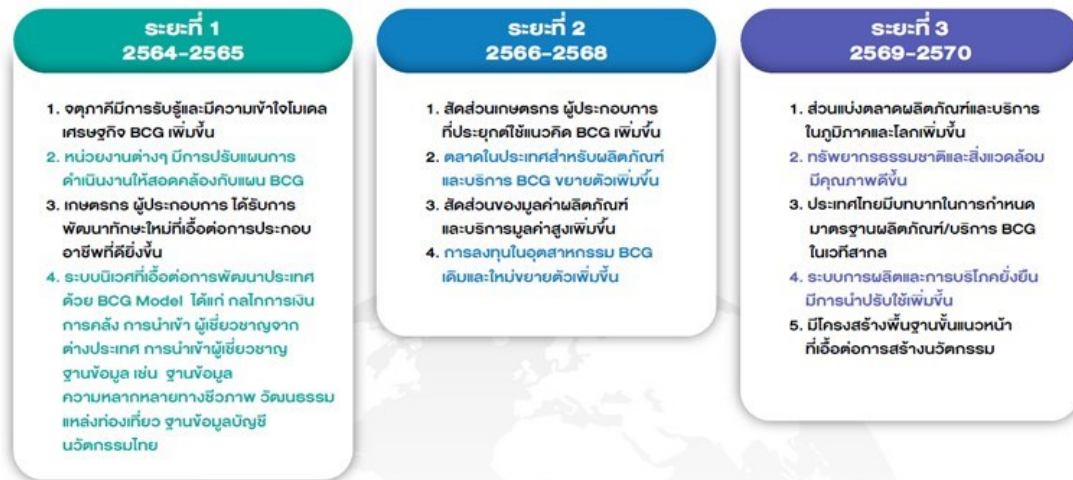 ระยะที่ 1
2564-2565
1. จตุภาคีมีการรับรู้และมีความเข้าใจโมเดล
เศรษฐกิจ BCG เพิ่มขึ้น
2. หน่วยงานต่างๆ มีการปรับแผนการ
ดำเนินงานให้สอดคล้องกับแผน BCG
3. เกษตรกร ผู้ประกอบการ ได้รับการ
พัฒนาทักษะใหม่ที่เอื้อต่อการประกอบ
อาชีพที่ดียิ่งขึ้น
4. ระบบนิเวศที่เอื้อต่อการพัฒนาประเทศ
ด้วย BCG Model ได้แก่ กลไกการเงิน
การคลัง การนำเข้า ผู้เชี่ยวชาญจาก
ต่างประเทศ การนำเข้าผู้เชี่ยวชาญ
ฐานข้อมูล เช่น ฐานข้อมูล
ความหลากหลายทางชีวภาพ วัฒนธรรม
แหล่งท่องเที่ยว ฐานข้อมูลบัญชี
นวัตกรรมไทย
ระยะที่ 2
2566-2568
1. สัดส่วนเกษตรกร ผู้ประกอบการ
ที่ประยุกต์ใช้แนวคิด BCG เพิ่มขึ้น
2. ตลาดในประเทศสำหรับผลิตภัณฑ์
และบริการ BCG ขยายตัวเพิ่มขึ้น
3. สัดส่วนของมูลค่าผลิตภัณฑ์
และบริการมูลค่าสูงเพิ่มขึ้น
4. การลงทุนในอุตสาหกรรม BCG
เดิมและใหม่ขยายตัวเพิ่มขึ้น
ระยะที่ 3
2569-2570
1. ส่วนแบ่งตลาดผลิตภัณฑ์และบริการ
ในภูมิภาคและโลกเพิ่มขึ้น
2. ทรัพยากรธรรมชาติและสิ่งแวดล้อม
มีคุณภาพดีขึ้น
3. ประเทศไทยมีบทบาทในการกำหนด
มาตรฐานผลิตภัณฑ์/บริการ BCG
ในเวทีสากล
4. ระบบการผลิตและการบริโภคยั่งยืน
มีการนำปรับใช้เพิ่มขึ้น
5. มีโครงสร้างพื้นฐานขั้นแนวหน้า
ที่เอื้อต่อการสร้างนวัตกรรม